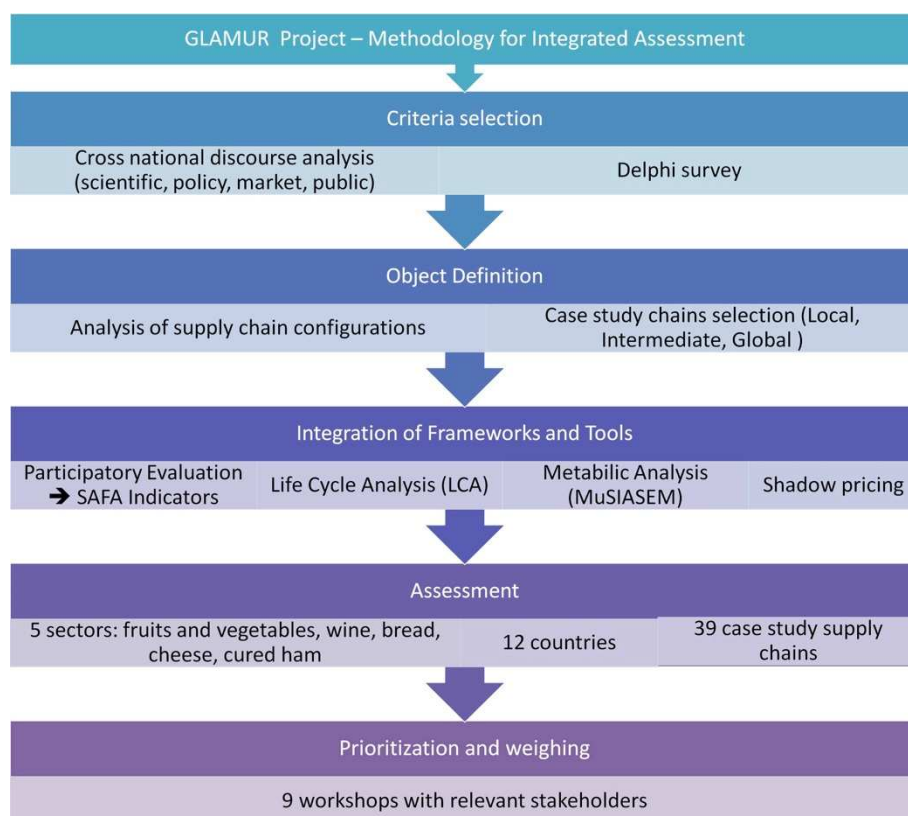 GLAMUR Project – Methodology for Integrated Assessment
Criteria selection
Cross national discourse analysis
(scientific, policy, market, public)
Delphi survey
Object Definition
Analysis of supply chain configurations
Case study chains selection (Local,
Intermediate, Global )
Integration of Frameworks and Tools
Participatory Evaluation
➔ SAFA Indicators
Life Cycle Analysis (LCA)
Metabilic Analysis
(MuSIASEM)
Shadow pricing
Assessment
5 sectors: fruits and vegetables, wine, bread,
cheese, cured ham
12 countries
39 case study supply
chains
Prioritization and weighing
9 workshops with relevant stakeholders